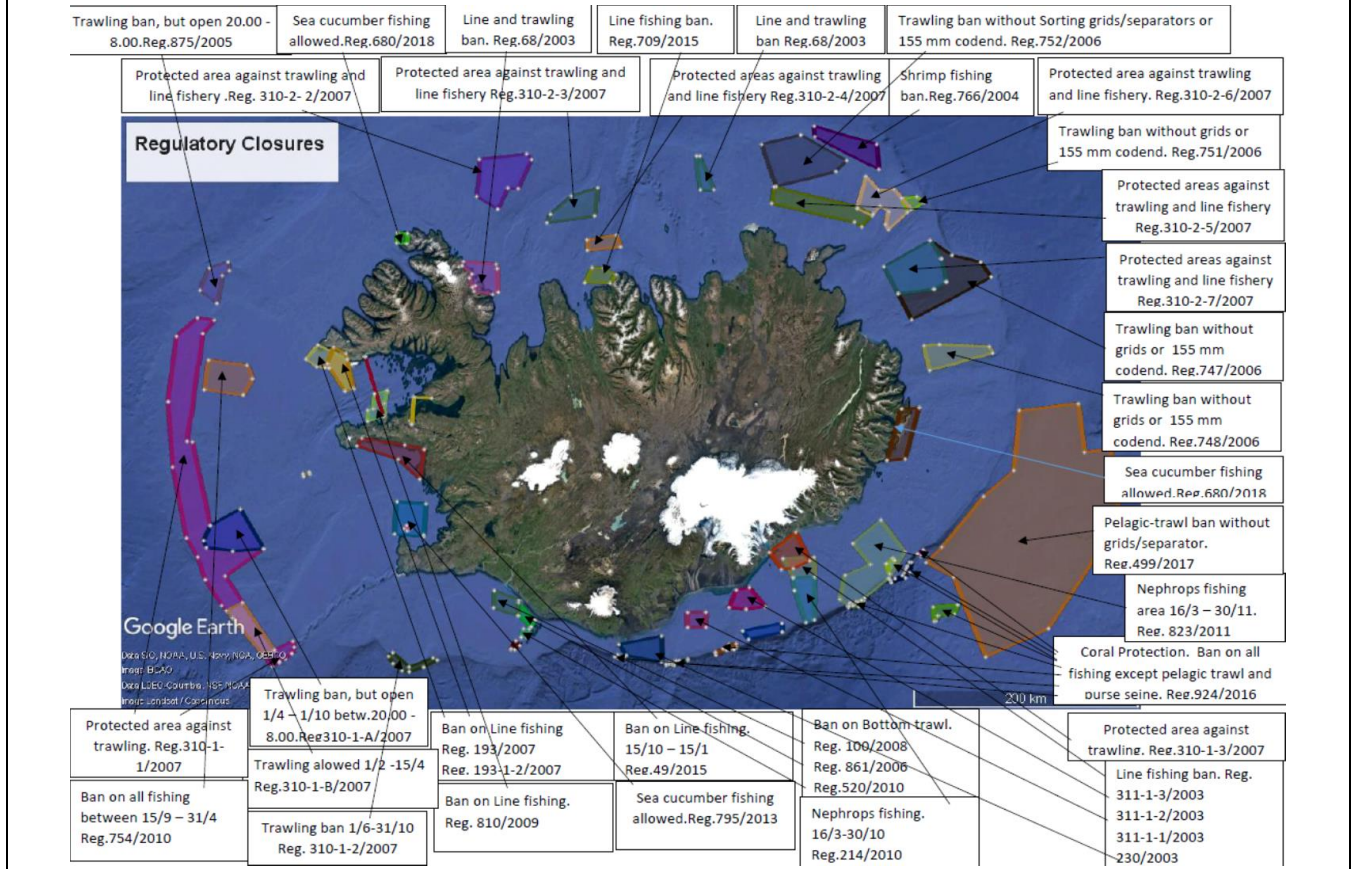 Trawling ban, but open 20.00 -
8.00.Reg.875/2005
Sea cucumber fishing
allowed.Reg.680/2018
Line and trawling
ban. Reg.68/2003
Line fishing ban.
Reg.709/2015
Line and trawling
ban Reg.68/2003
Trawling ban without Sorting grids/separators or
155 mm codend. Reg.752/2006
Protected area against trawling and
line fishery .Reg. 310-2- 2/2007
Protected area against trawling and
line fishery Reg.310-2-3/2007
Protected areas against trawling
and line fishery Reg.310-2-4/2007
Shrimp fishing
ban.Reg.766/2004
Protected area against trawling
and line fishery. Reg.310-2-6/2007
Regulatory Closures
Trawling ban without grids or
155 mm codend. Reg.751/2006
Protected areas against
trawling and line fishery
Reg.310-2-5/2007
Protected areas against
trawling and line fishery
Reg.310-2-7/2007
Trawling ban without
grids or 155 mm
codend. Reg.747/2006
Trawling ban without
grids or 155 mm
codend. Reg.748/2006
Sea cucumber fishing
allowed.Reg.680/2018
Pelagic-trawl ban without
grids/separator.
Reg.499/2017
Nephrops fishing
area 16/3 – 30/11.
Reg. 823/2011
Coral Protection. Ban on all
fishing except pelagic trawl and
purse seine. Reg.924/2016
Google Earth
Data SIO, NOAA, U.S. Navy, NGA, GEBCO
Image IBCAO
Data LDEO-Columbia, NSF, NOAA
Image Landsat / Copernicus
200 km
Protected area against
trawling. Reg.310-1-
1/2007
Trawling ban, but open
1/4 – 1/10 betw.20.00 -
8.00.Reg310-1-A/2007
Ban on Line fishing
Reg. 193/2007
Reg. 193-1-2/2007
Ban on Line fishing.
15/10 – 15/1
Reg.49/2015
Ban on Bottom trawl.
Reg. 100/2008
Reg. 861/2006
Reg.520/2010
Protected area against
trawling. Reg.310-1-3/2007
Trawling alowed 1/2 -15/4
Reg.310-1-B/2007
Line fishing ban. Reg.
311-1-3/2003
311-1-2/2003
311-1-1/2003
230/2003
Ban on all fishing
between 15/9 – 31/4
Reg.754/2010
Ban on Line fishing.
Reg. 810/2009
Sea cucumber fishing
allowed.Reg.795/2013
Nephrops fishing.
16/3-30/10
Reg.214/2010
Trawling ban 1/6-31/10
Reg. 310-1-2/2007